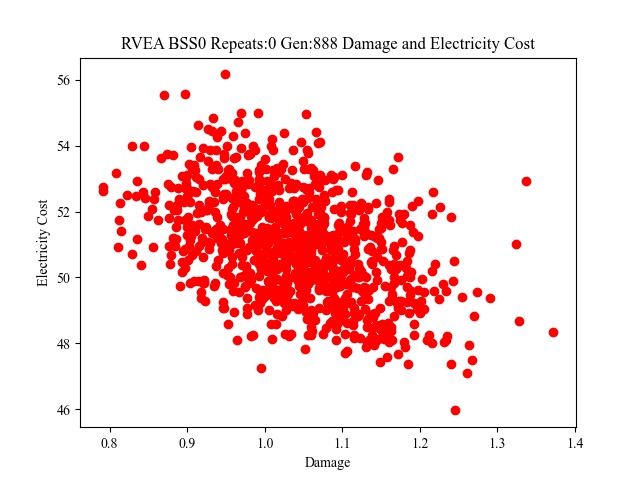 RVEA BSS0 Repeats:0 Gen:888 Damage and Electricity Cost
56
54
52
50
48
46
Electricity Cost
0.8 0.9 1.0 1.1 1.2 1.3 1.4
Damage